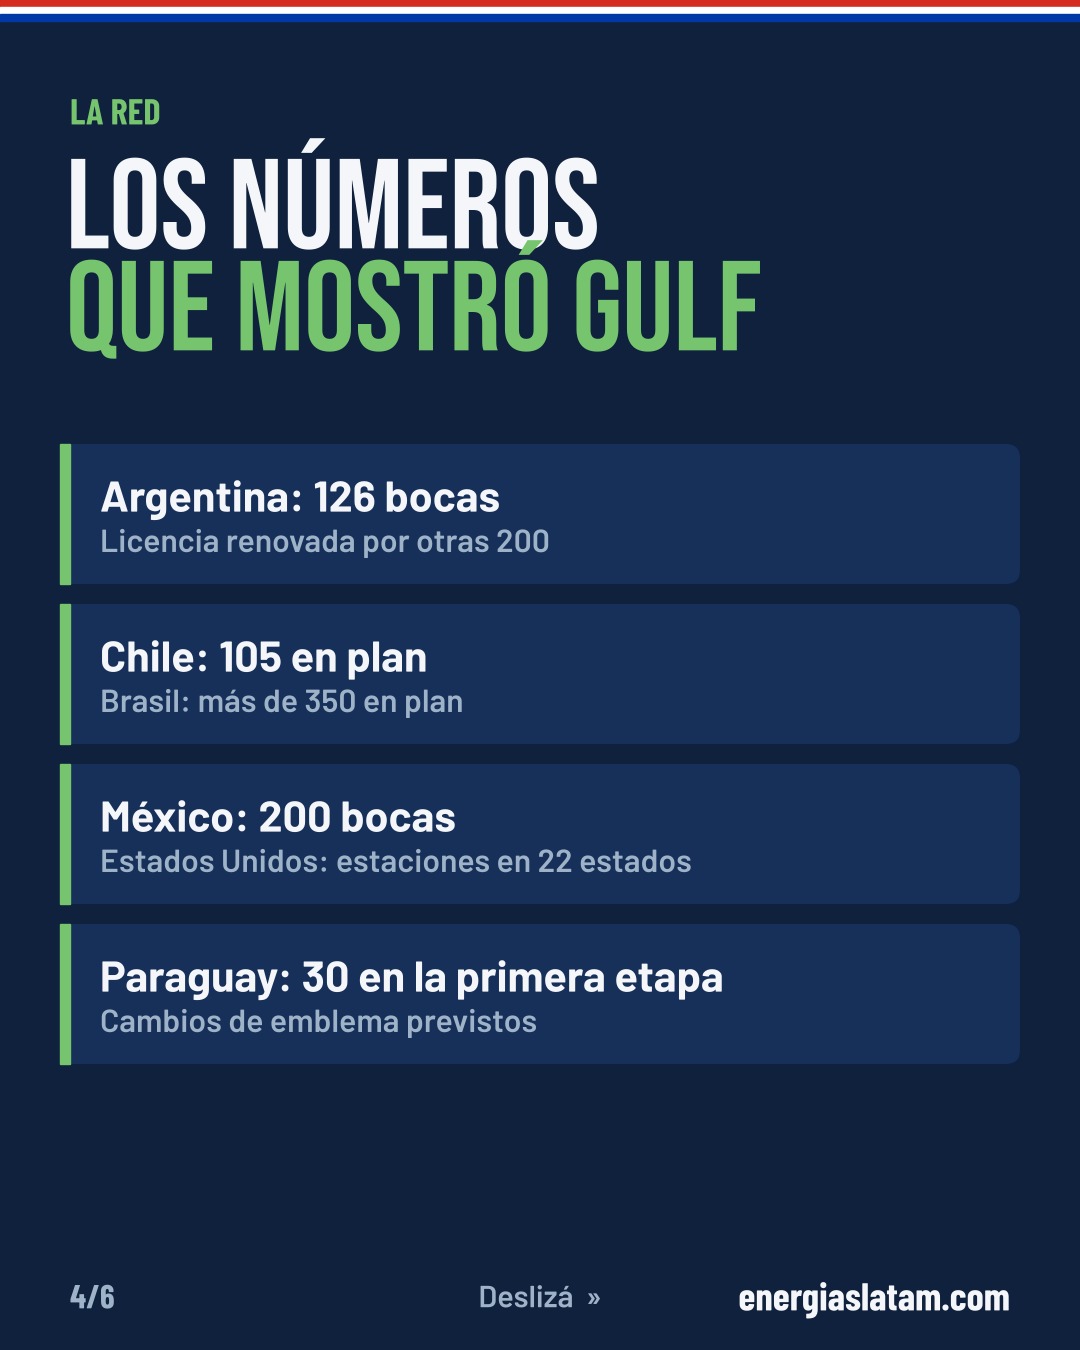 LA RED
LOS NÚMEROS
QUE MOSTRÓ GULF
Argentina: 126 bocas
Licencia renovada por otras 200
Chile: 105 en plan
Brasil: más de 350 en plan
México: 200 bocas
Estados Unidos: estaciones en 22 estados
Paraguay: 30 en la primera etapa
Cambios de emblema previstos
4/6
Deslizá »
energiaslatam.com